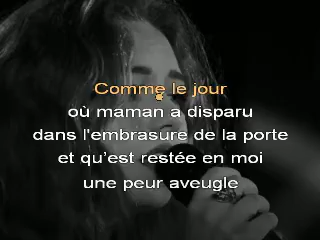 Comme le jour
où maman a disparu
dans l'embrasure de la porte
et qu'est restée en moi
une peur aveugle